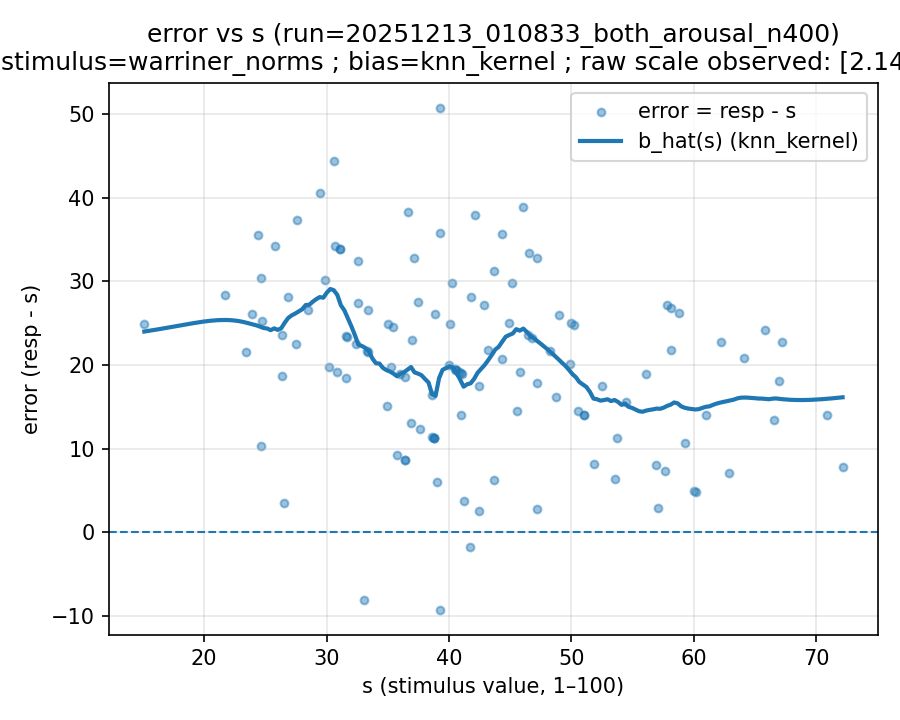 error vs s (run=20251213_010833_both_arousal_n400)
stimulus=warriner_norms ; bias=knn_kernel ; raw scale observed: [2.14
error = resp - s
b_hat(s) (knn_kernel)
50
40
30
20
10
0
−10
error (resp - s)
20 30 40 50 60 70
s (stimulus value, 1–100)